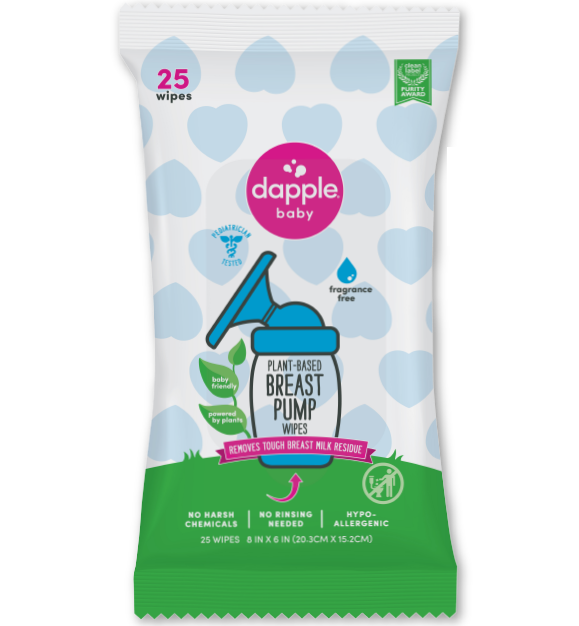 25
wipes
clean
label
PURITY
AWARD
dapple
baby
PEDIATRICIAN
TESTED
fragrance
free
PLANT-BASED
BREAST
PUMP
WIPES
baby
friendly
powered
by plants
REMOVES TOUGH BREAST MILK RESIDUE
NO HARSH
CHEMICALS
NO RINSING
NEEDED
HYPO-
ALLERGENIC
25 WIPES 8 IN X 6 IN (20.3CM X 15.2CM)